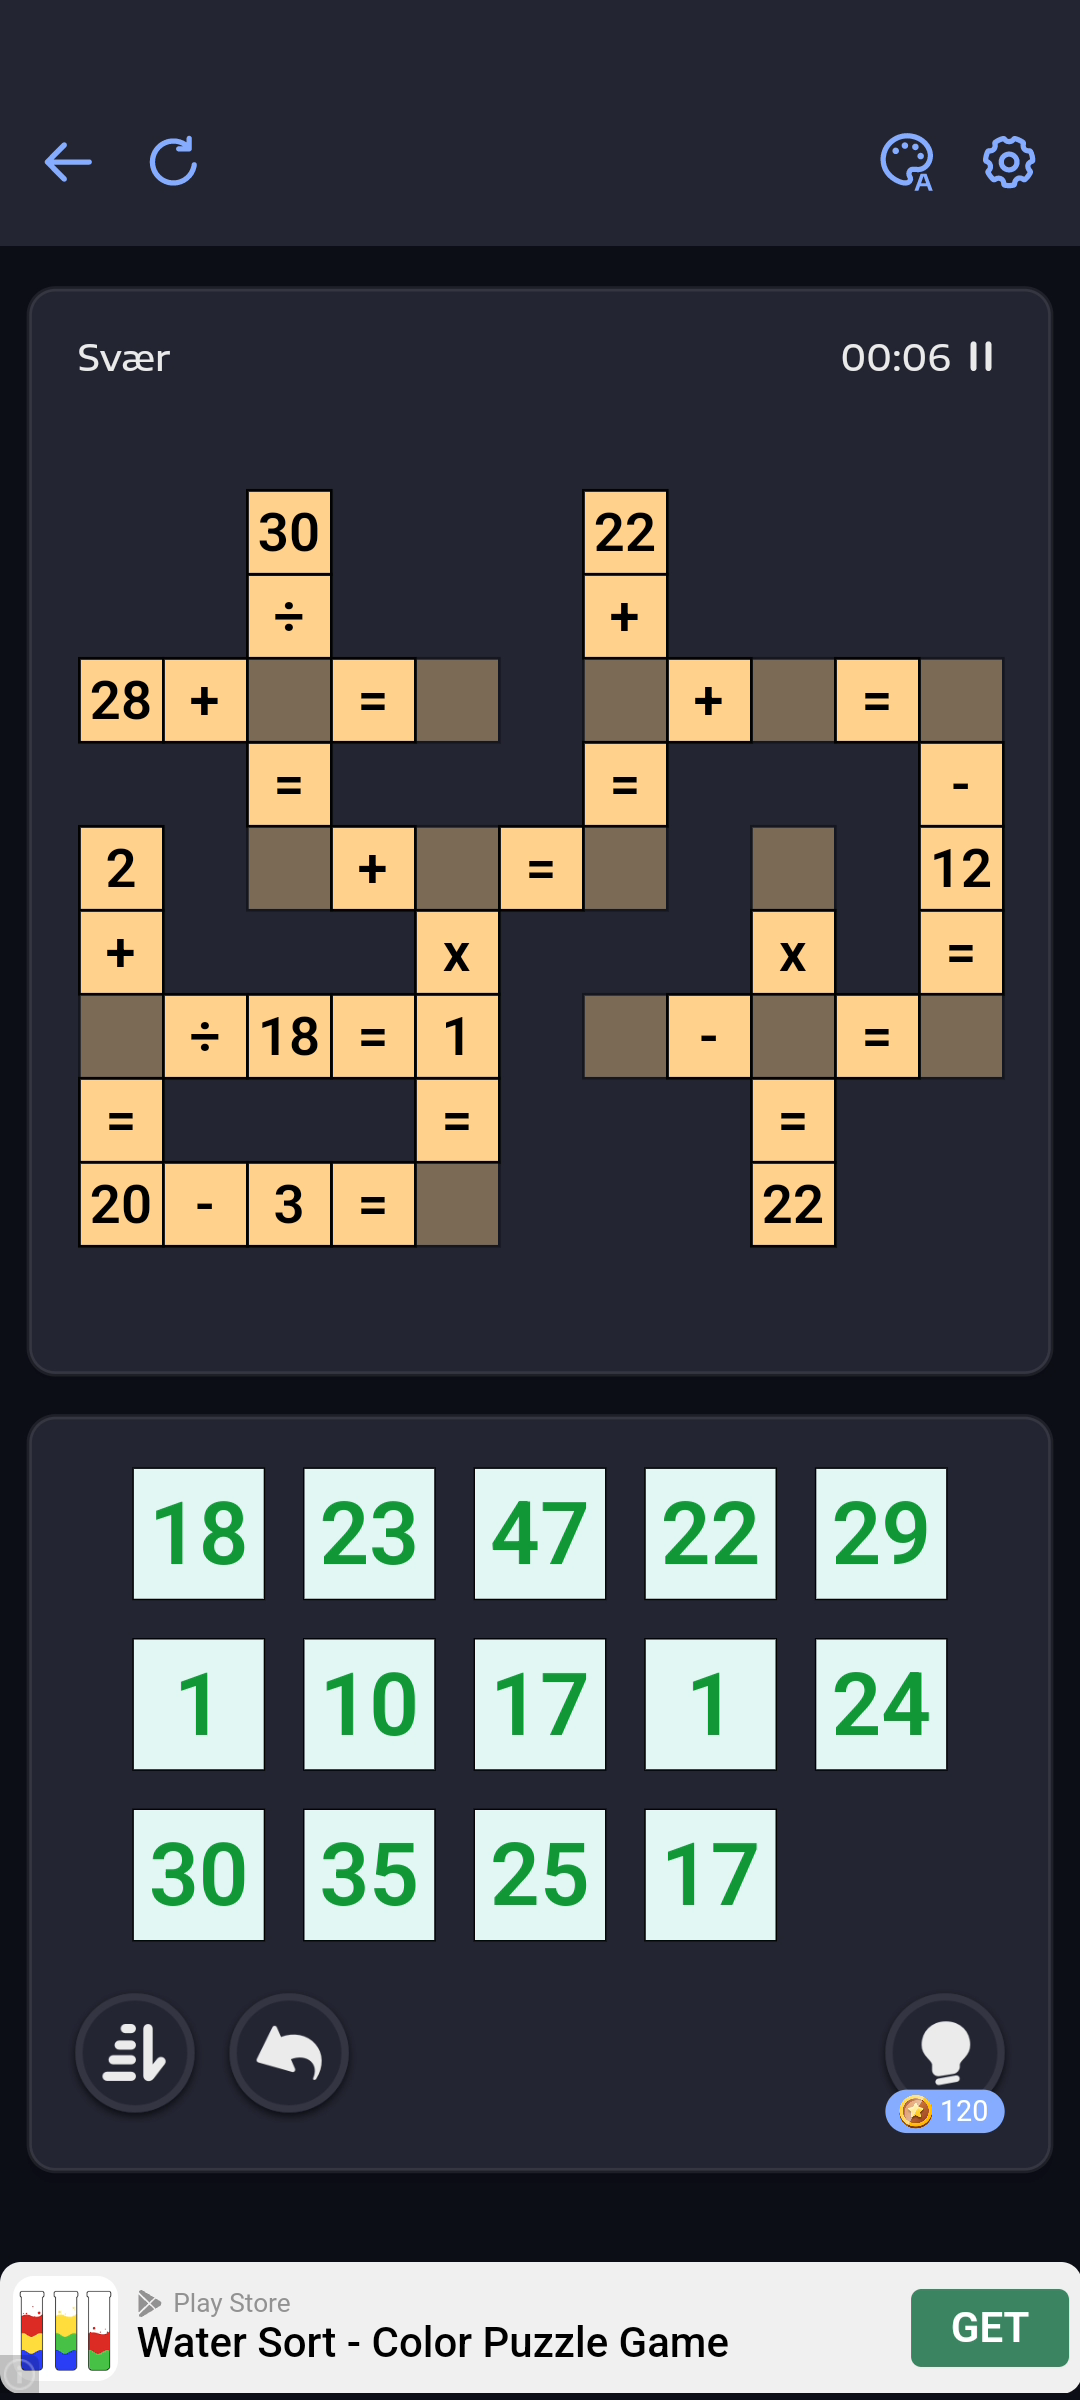 Svær 00:06
30 22
÷ +
28 + = + =
= = -
2 + = 12
+ x x =
÷ 18 = 1 - =
= = =
20 - 3 = 22
18 23 47 22 29
1 10 17 1 24
30 35 25 17
120
Play Store
Water Sort - Color Puzzle Game
GET